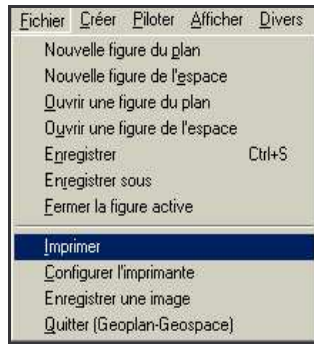 Fichier Créer Piloter Afficher Divers
Nouvelle figure du plan
Nouvelle figure de l'espace
Ouvrir une figure du plan
Ouvrir une figure de l'espace
Enregistrer Ctrl+S
Enregistrer sous
Fermer la figure active
Imprimer
Configurer l'imprimante
Enregistrer une image
Quitter (Geoplan-Geospace)